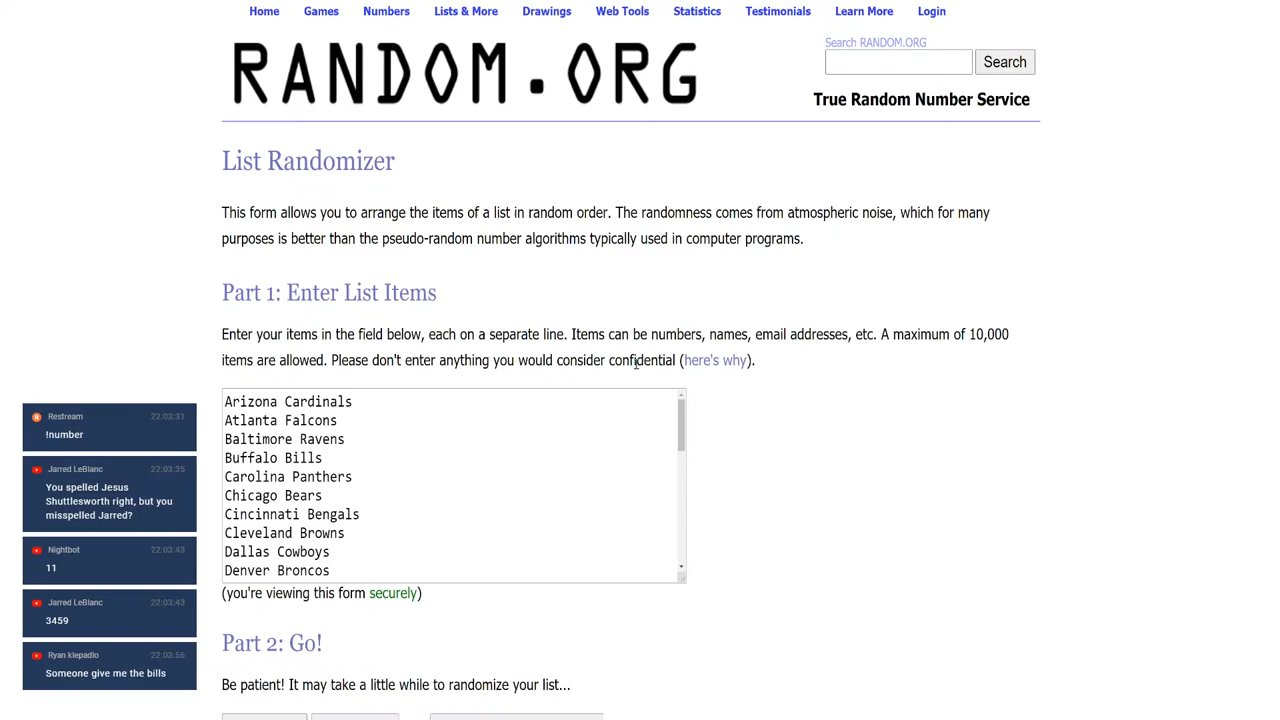 Home Games Numbers Lists & More Drawings Web Tools Statistics Testimonials Learn More Login
RANDOM.ORG
Search RANDOM.ORG
Search
True Random Number Service
List Randomizer
This form allows you to arrange the items of a list in random order. The randomness comes from atmospheric noise, which for many
purposes is better than the pseudo-random number algorithms typically used in computer programs.
Part 1: Enter List Items
Enter your items in the field below, each on a separate line. Items can be numbers, names, email addresses, etc. A maximum of 10,000
items are allowed. Please don't enter anything you would consider confidential (here's why).
Arizona Cardinals
Atlanta Falcons
Baltimore Ravens
Buffalo Bills
Carolina Panthers
Chicago Bears
Cincinnati Bengals
Cleveland Browns
Dallas Cowboys
Denver Broncos
(you're viewing this form securely)
Part 2: Go!
Be patient! It may take a little while to randomize your list...
Restream 22:03:31
!number
Jarred LeBlanc 22:03:35
You spelled Jesus
Shuttlesworth right, but you
misspelled Jarred?
Nightbot 22:03:43
11
Jarred LeBlanc 22:03:43
3459
Ryan klepadlo 22:03:56
Someone give me the bills